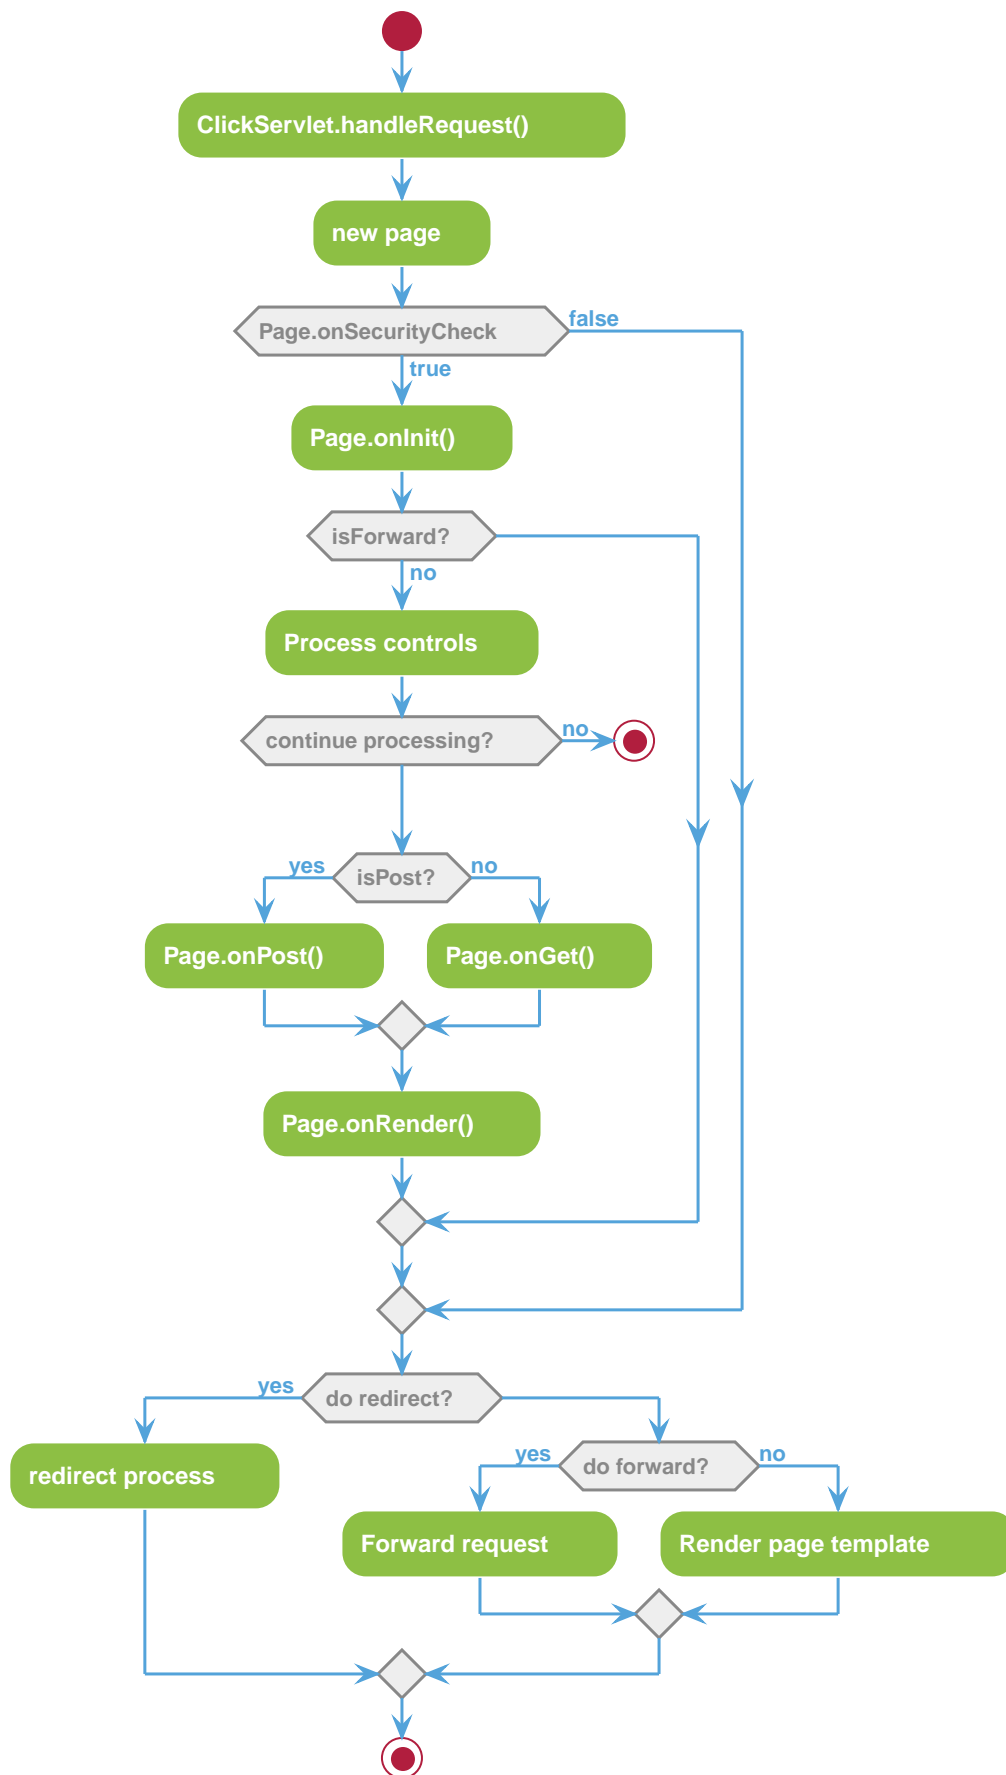 ClickServlet.handleRequest()
new page
Page.onSecurityCheck
false
true
Page.onInit()
isForward?
no
Process controls
continue processing?
no
yes
isPost?
no
Page.onPost()
Page.onGet()
Page.onRender()
yes
do redirect?
redirect process
yes
do forward?
no
Forward request
Render page template